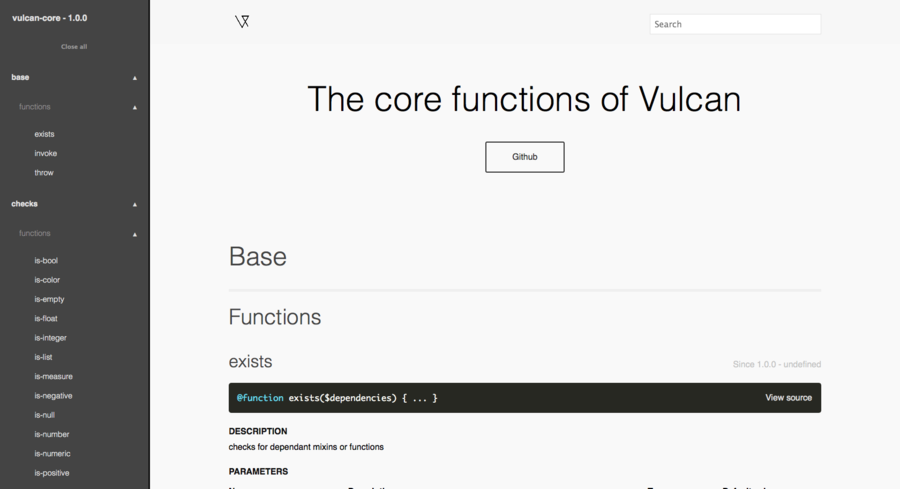 vulcan-core - 1.0.0
Close all
base
functions
exists
invoke
throw
checks
functions
is-bool
is-color
is-empty
is-float
is-integer
is-list
is-measure
is-negative
is-null
is-number
is-numeric
is-positive
Search
The core functions of Vulcan
Github
Base
Functions
exists
Since 1.0.0 - undefined
@function exists($dependencies) { ... }
View source
DESCRIPTION
checks for dependant mixins or functions
PARAMETERS